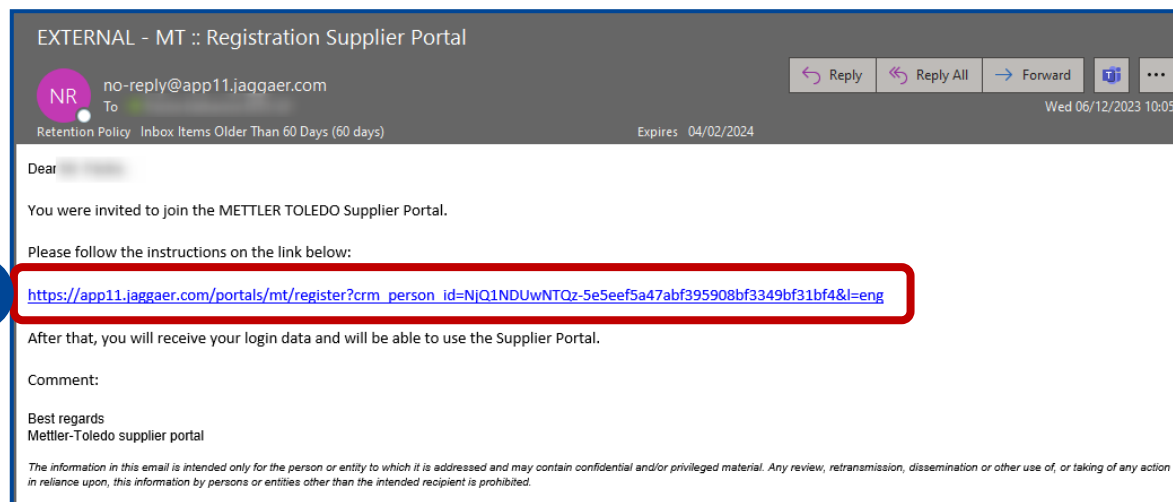 EXTERNAL - MT :: Registration Supplier Portal
NR
no-reply@app11.jaggaer.com
Reply
Reply All
Forward
To
Wed 06/12/2023 10:05
Retention Policy Inbox Items Older Than 60 Days (60 days)
Expires 04/02/2024
Dear
You were invited to join the METTLER TOLEDO Supplier Portal.
Please follow the instructions on the link below:
https://app11.jaggaer.com/portals/mt/register?crm_person_id=NjQ1NDUwNTQz-5e5eef5a47abf395908bf3349bf31bf4&l=eng
After that, you will receive your login data and will be able to use the Supplier Portal.
Comment:
Best regards
Mettler-Toledo supplier portal
The information in this email is intended only for the person or entity to which it is addressed and may contain confidential and/or privileged material. Any review, retransmission, dissemination or other use of, or taking of any action
in reliance upon, this information by persons or entities other than the intended recipient is prohibited.